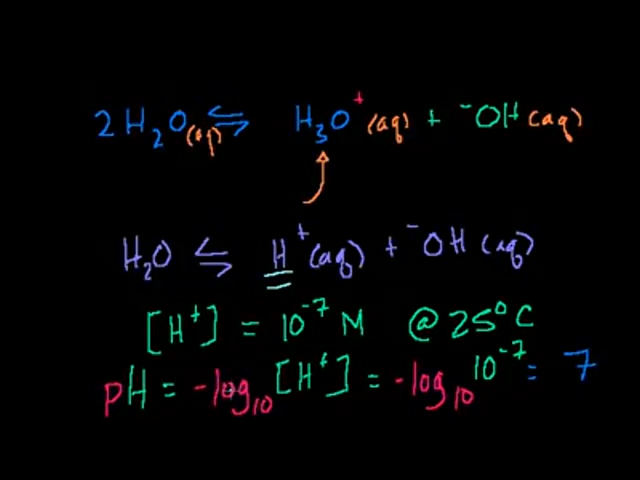 2H₂O(aq) ⇌ H₃O⁺(aq) + ⁻OH(aq)
H₂O ⇌ H⁺(aq) + ⁻OH(aq)
[H⁺] = 10⁻⁷ M @ 25° C
pH = -log₁₀[H⁺] = -log₁₀ 10⁻⁷ = 7